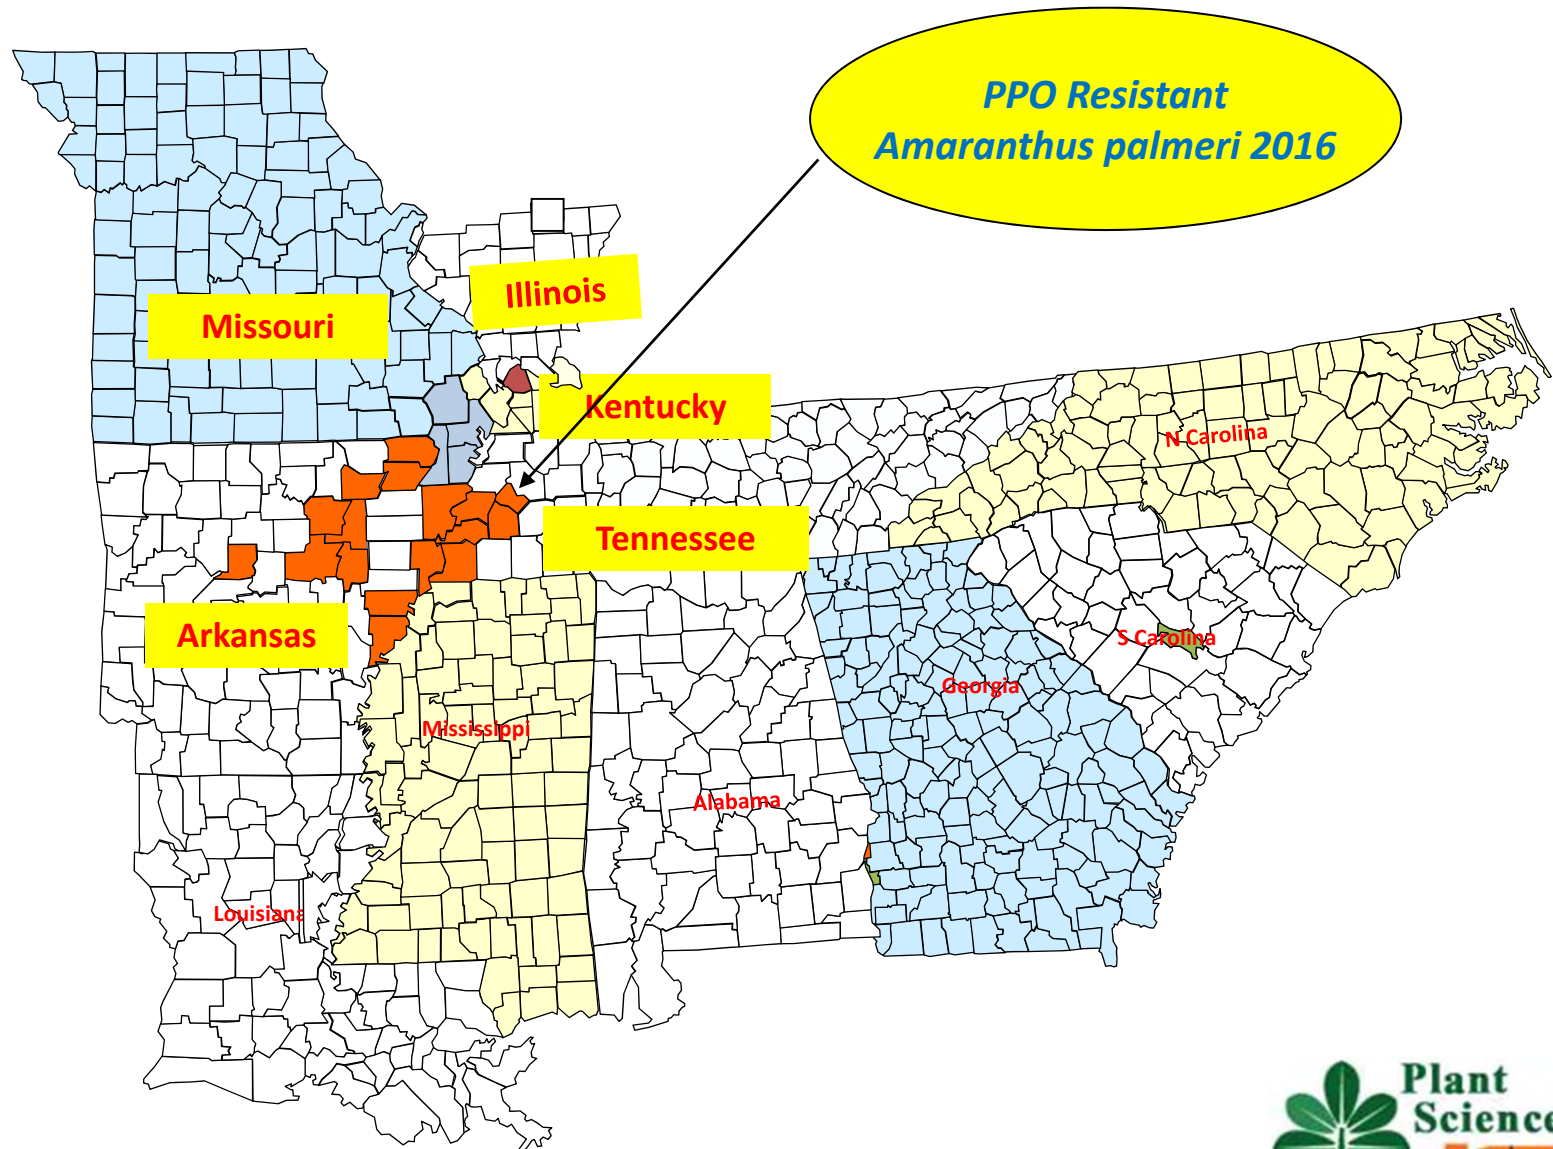 PPO Resistant
Amaranthus palmeri 2016
Illinois
Missouri
Kentucky
N Carolina
Tennessee
Arkansas
S Carolina
Georgia
Mississippi
Alabama
Louisiana
Plant
Science